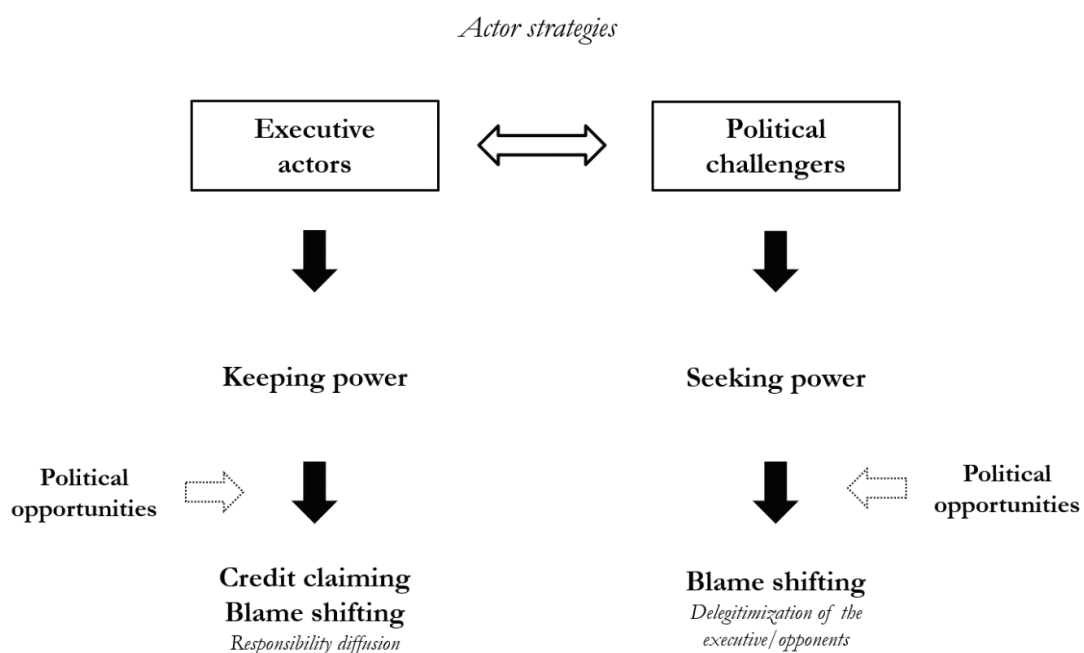 Actor strategies
Executive
actors
Political
challengers
Keeping power
Seeking power
Political
opportunities
Political
opportunities
Credit claiming
Blame shifting
Responsibility diffusion
Blame shifting
Delegitimization of the
executive/opponents